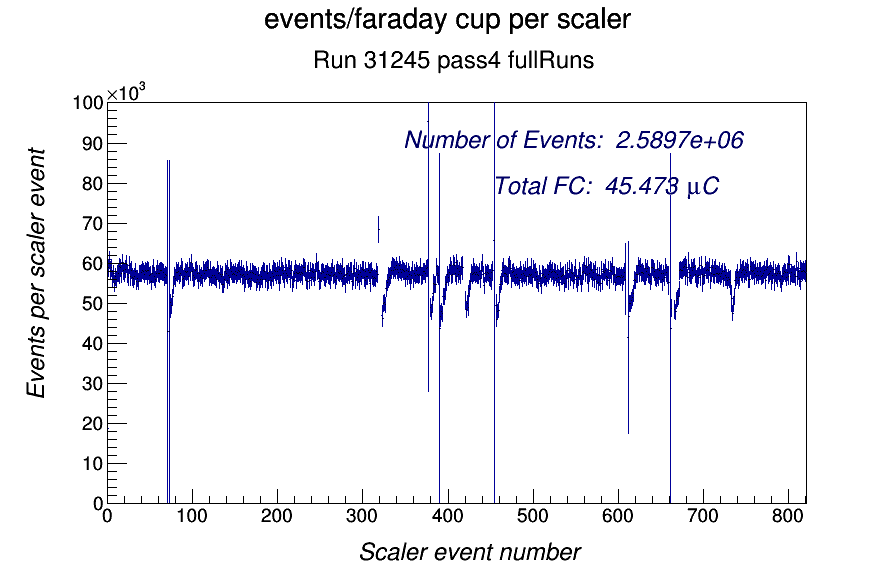 events/faraday cup per scaler
Run 31245 pass4 fullRuns
×10³
Number of Events: 2.5897e+06
Total FC: 45.473 μC
Events per scaler event
100
90
80
70
60
50
40
30
20
10
0
0 100 200 300 400 500 600 700 800
Scaler event number